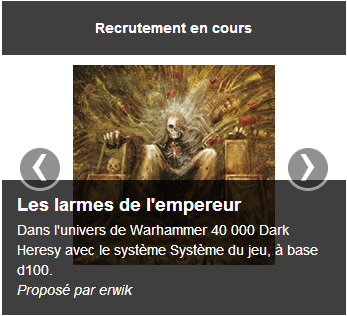 Recrutement en cours
Les larmes de l'empereur
Dans l'univers de Warhammer 40 000 Dark
Heresy avec le système Système du jeu, à base
d100.
Proposé par erwik